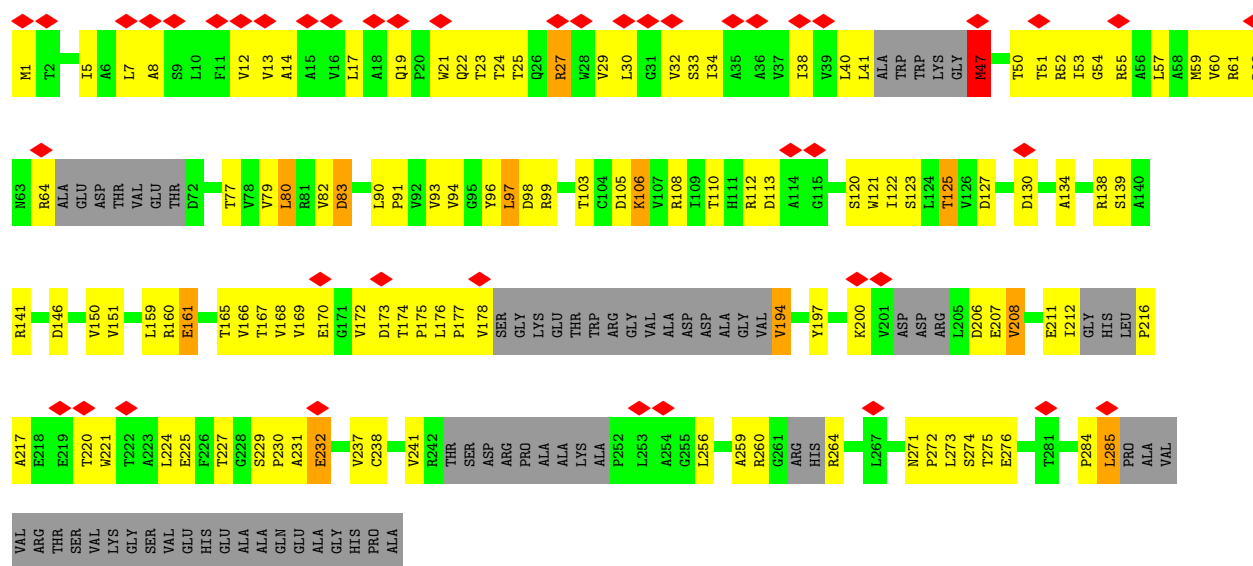 M1 T2 I5 A6 L7 A8 S9 L10 F11 V12 V13 A14 A15 V16 L17 A18 Q19 P20 W21 Q22 T23 T24 T25 Q26 R27 W28 V29 L30 G31 V32 S33 I34 A35 A36 V37 I38 V39 L40 L41 ALA TRP TRP LYS GLY M47 T50 T51 R52 I53 G54 R55 A56 L57 A58 M59 V60 R61
N63 R64 ALA GLU ASP THR VAL GLU THR D72 T77 V78 V79 L80 R81 V82 D83 L90 P91 V92 V93 V94 G95 Y96 L97 D98 R99 T103 C104 D105 K106 V107 R108 I109 T110 H111 R112 D113 A114 G115 S120 W121 I122 S123 L124 T125 V126 D127 D130 A134 R138 S139 A140
R141 D146 V150 V151 L159 R160 E161 T165 V166 T167 V168 V169 E170 G171 V172 D173 T174 P175 L176 P177 V178 SER GLY LYS GLU THR TRP ARG GLY VAL ALA ASP ASP ALA GLY VAL V194 Y197 K200 V201 ASP ASP ARG L205 D206 E207 V208 E211 I212 GLY HIS LEU P216
A217 E218 E219 T220 W221 T222 A223 L224 E225 F226 T227 G228 S229 P230 A231 E232 V237 C238 V241 R242 THR SER ASP ARG PRO ALA ALA LYS ALA P252 L253 A254 G255 L256 A259 R260 G261 ARG HIS R264 L267 N271 P272 L273 S274 T275 E276 T281 P284 L285 PRO ALA VAL
VAL ARG THR SER VAL LYS GLY SER VAL GLU HIS GLU ALA ALA GLN GLU ALA GLY HIS PRO ALA